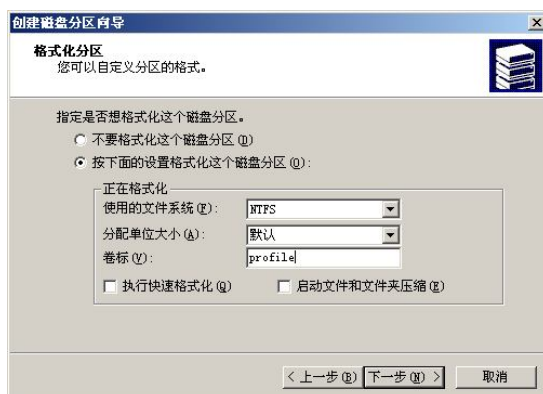 创建磁盘分区向导
格式化分区
您可以自定义分区的格式。
指定是否想格式化这个磁盘分区。
不要格式化这个磁盘分区(D)
按下面的设置格式化这个磁盘分区(O):
正在格式化
使用的文件系统(F): NTFS
分配单位大小(A): 默认
卷标(V): profile
执行快速格式化(Q) 启动文件和文件夹压缩(E)
< 上一步(B) 下一步(N) > 取消